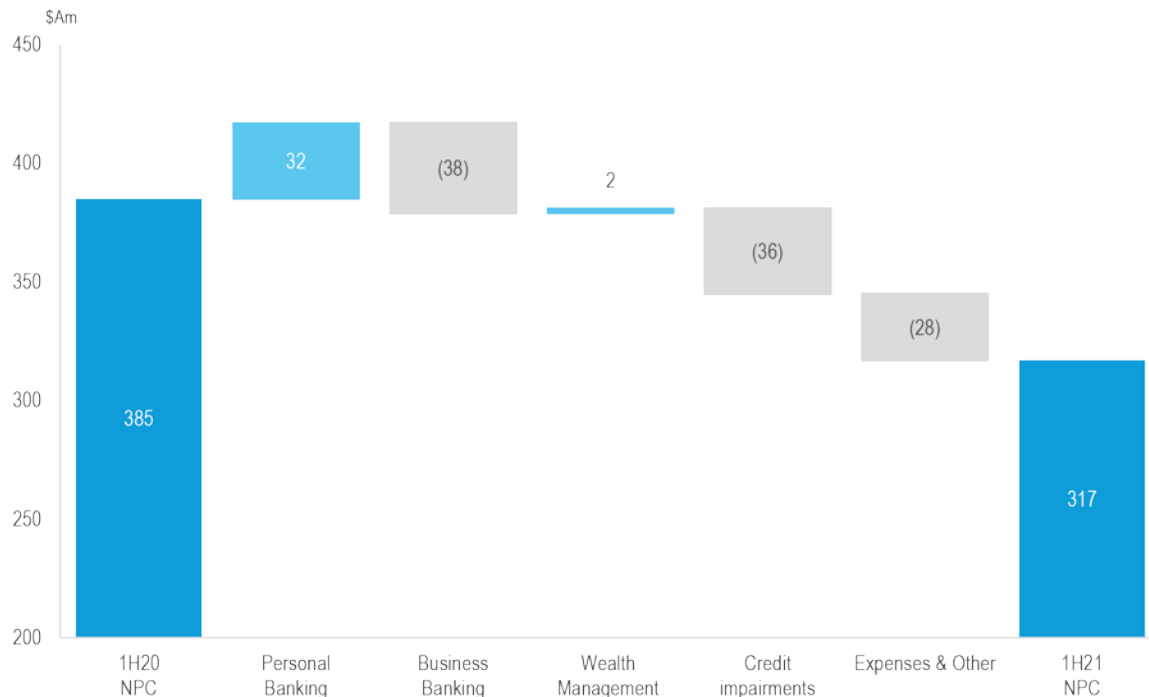 $Am
450
400
350
300
250
200
385
32
(38)
2
(36)
(28)
317
1H20
NPC
Personal
Banking
Business
Banking
Wealth
Management
Credit
impairments
Expenses & Other
1H21
NPC